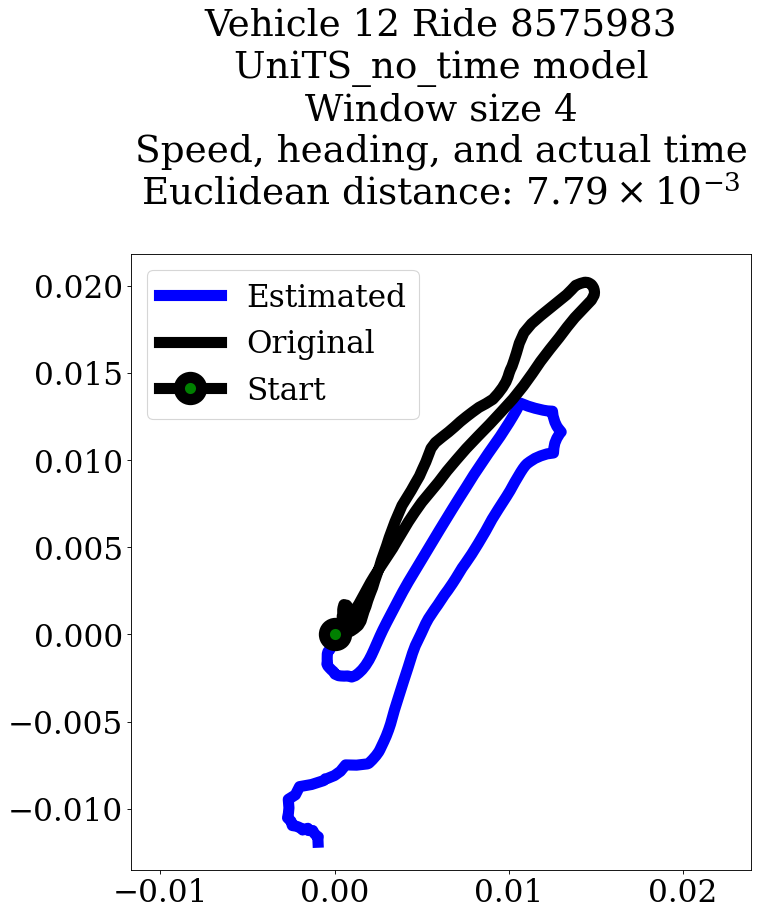 Vehicle 12 Ride 8575983
UniTS_no_time model
Window size 4
Speed, heading, and actual time
Euclidean distance: 7.79 × 10⁻³
Estimated
Original
Start
0.020
0.015
0.010
0.005
0.000
−0.005
−0.010
−0.01 0.00 0.01 0.02